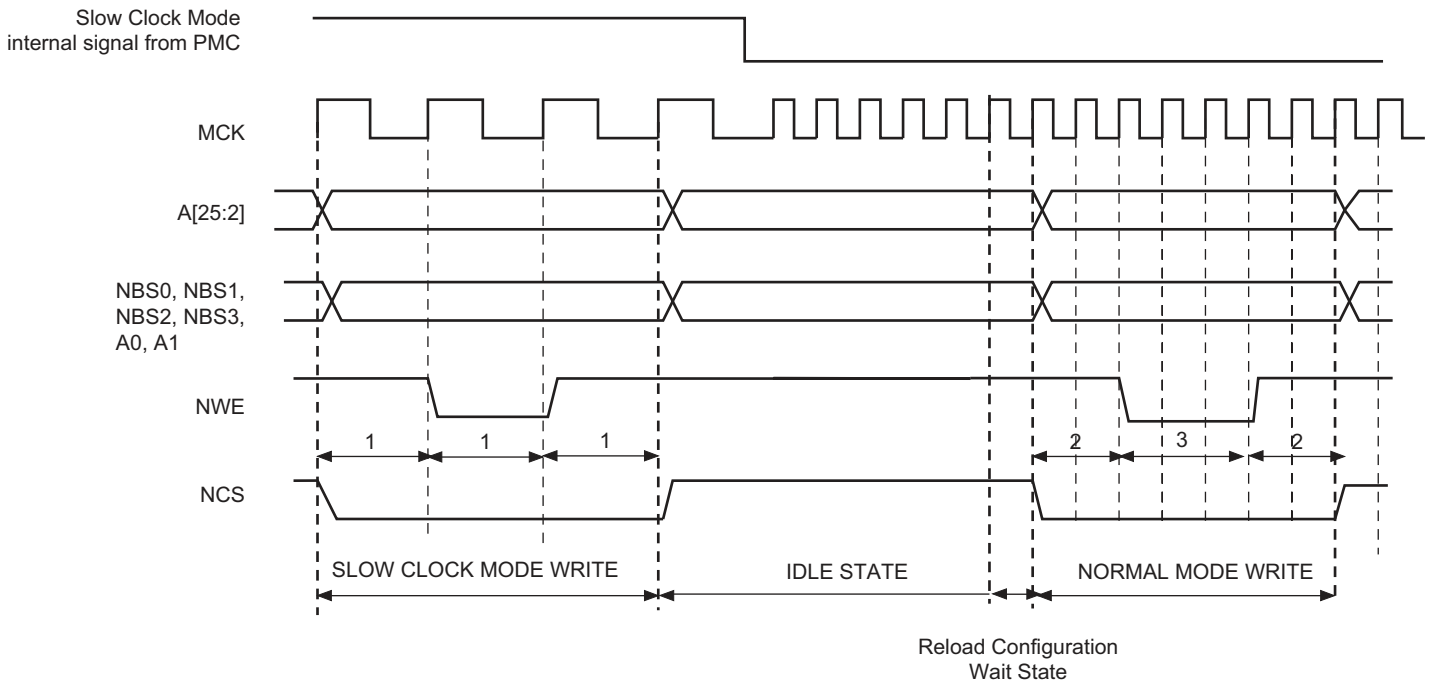 Slow Clock Mode
internal signal from PMC
MCK
A[25:2]
NBS0, NBS1,
NBS2, NBS3,
A0, A1
NWE
1 1 1 2 3 2
NCS
SLOW CLOCK MODE WRITE IDLE STATE NORMAL MODE WRITE
Reload Configuration
Wait State